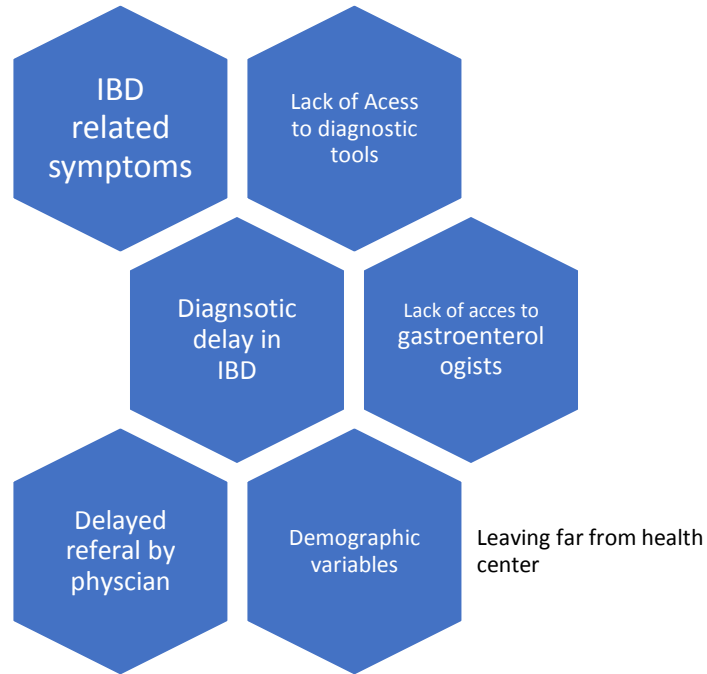 IBD
related
symptoms
Lack of Acess
to diagnostic
tools
Diagnsotic
delay in
IBD
Lack of acces to
gastroenterol
ogists
Delayed
referal by
physcian
Demographic
variables
Leaving far from health
center